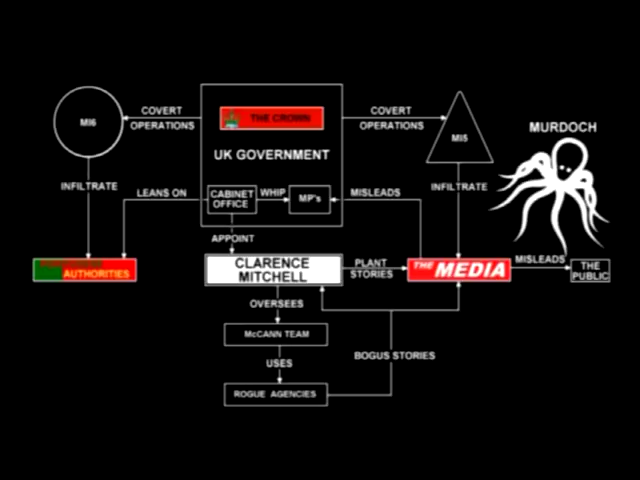 THE CROWN
COVERT
OPERATIONS
COVERT
OPERATIONS
MI6
MI5
MURDOCH
UK GOVERNMENT
INFILTRATE
LEANS ON
CABINET
OFFICE
WHIP
MP's
MISLEADS
INFILTRATE
APPOINT
AUTHORITIES
CLARENCE
MITCHELL
PLANT
STORIES
THE MEDIA
MISLEADS
THE
PUBLIC
OVERSEES
McCANN TEAM
USES
BOGUS STORIES
ROGUE AGENCIES